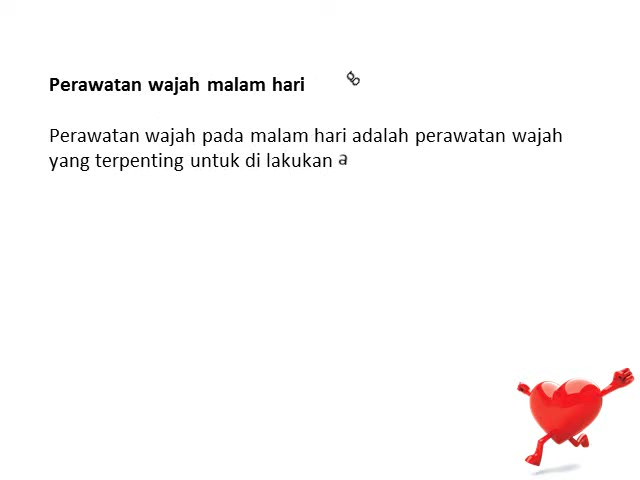 Perawatan wajah malam hari
Perawatan wajah pada malam hari adalah perawatan wajah
yang terpenting untuk di lakukan a